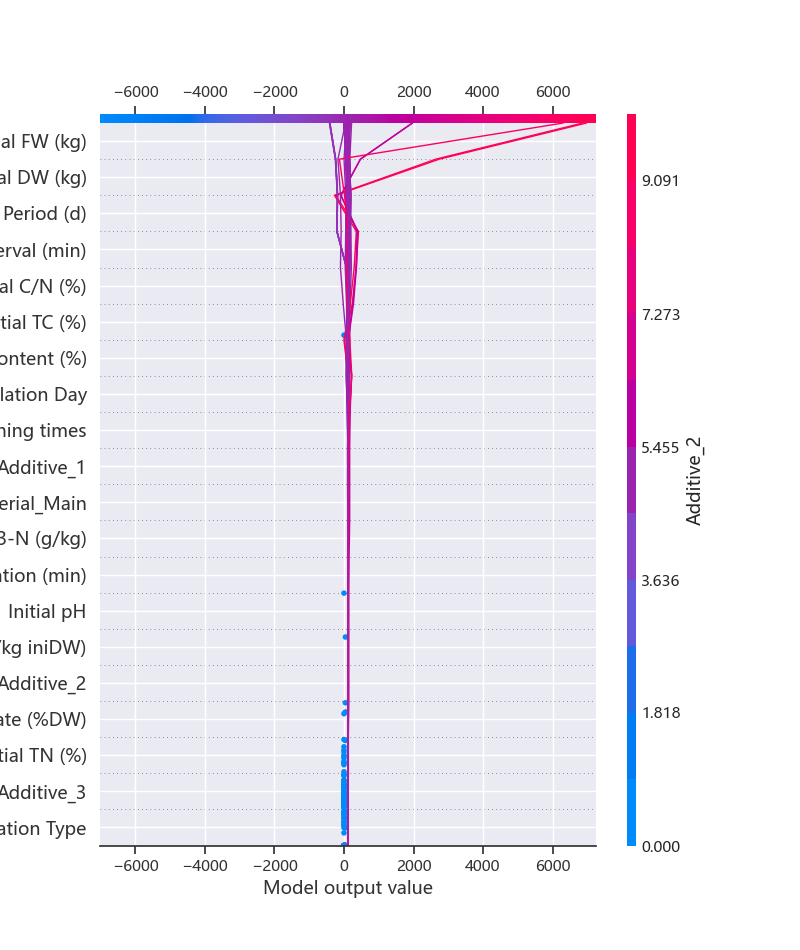 −6000 −4000 −2000 0 2000 4000 6000
al FW (kg)
al DW (kg)
Period (d)
erval (min)
al C/N (%)
tial TC (%)
ontent (%)
lation Day
ning times
Additive_1
erial_Main
3-N (g/kg)
ation (min)
Initial pH
/kg iniDW)
Additive_2
ate (%DW)
tial TN (%)
Additive_3
ation Type
−6000 −4000 −2000 0 2000 4000 6000
Model output value
9.091
7.273
5.455
3.636
1.818
0.000
Additive_2